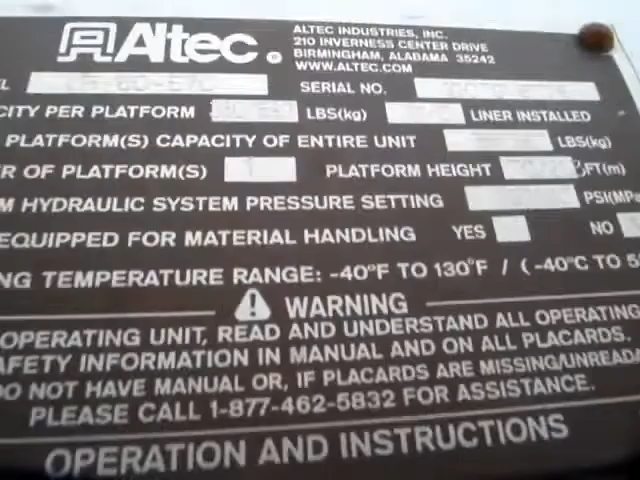 Altec®
ALTEC INDUSTRIES, INC.
210 INVERNESS CENTER DRIVE
BIRMINGHAM, ALABAMA 35242
WWW.ALTEC.COM
SERIAL NO.
CITY PER PLATFORM LBS(kg) LINER INSTALLED
PLATFORM(S) CAPACITY OF ENTIRE UNIT LBS(kg)
R OF PLATFORM(S) 1 PLATFORM HEIGHT FT(m)
M HYDRAULIC SYSTEM PRESSURE SETTING PSI(MPa
EQUIPPED FOR MATERIAL HANDLING YES NO
NG TEMPERATURE RANGE: -40°F TO 130°F / (-40°C TO 5
WARNING
OPERATING UNIT, READ AND UNDERSTAND ALL OPERATING
AFETY INFORMATION IN MANUAL AND ON ALL PLACARDS.
DO NOT HAVE MANUAL OR, IF PLACARDS ARE MISSING/UNREADA
PLEASE CALL 1-877-462-5832 FOR ASSISTANCE.
OPERATION AND INSTRUCTIONS